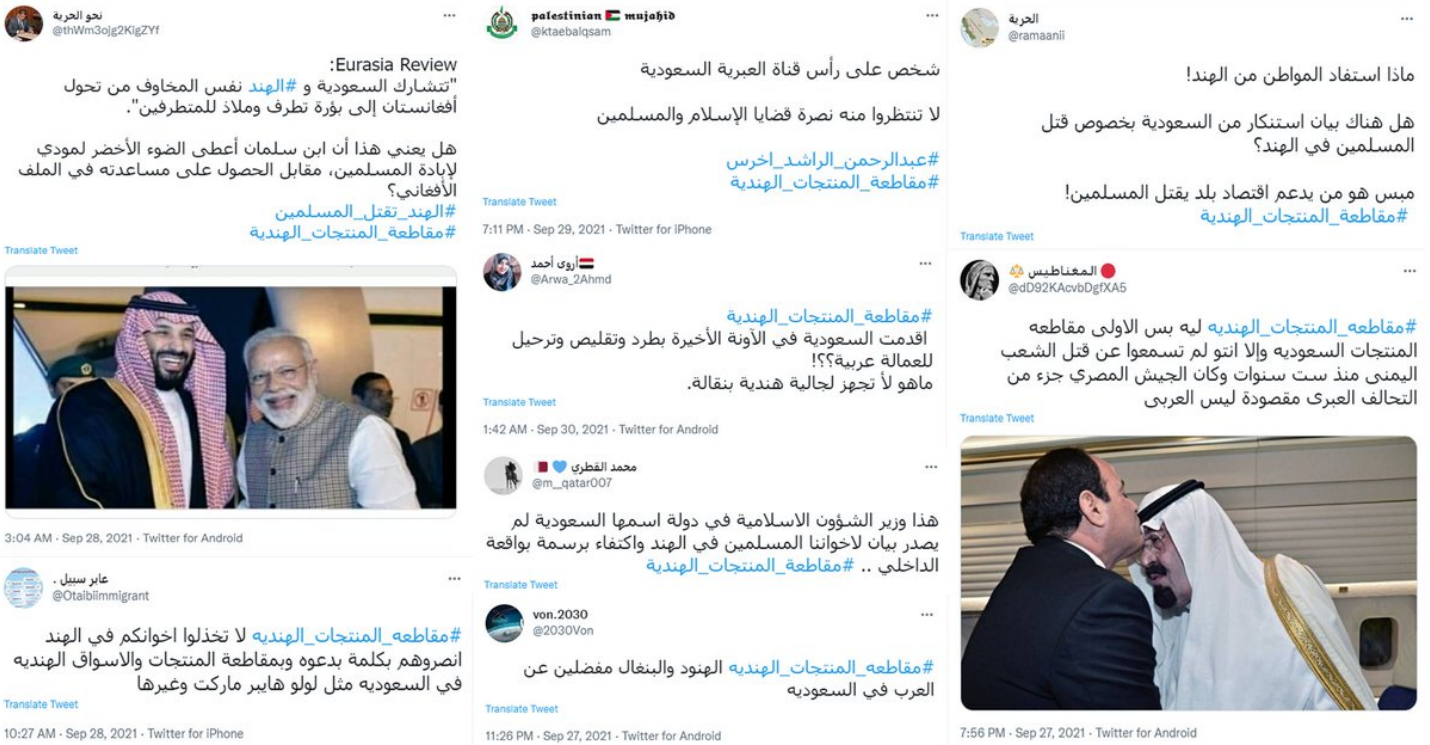 نحو الحرية
@thWm3ojg2KigZYf
Eurasia Review:
"تتشارك السعودية و #الهند نفس المخاوف من تحول
أفغانستان إلى بؤرة تطرف وملاذ للمتطرفين".
هل يعني هذا أن ابن سلمان أعطى الضوء الأخضر لمودي
لإبادة المسلمين، مقابل الحصول على مساعدته في الملف
الأفغاني؟
#الهند_تقتل_المسلمين
#مقاطعة_المنتجات_الهندية
Translate Tweet
3:04 AM · Sep 28, 2021 · Twitter for Android
عابر سبيل .
@Otaibiimmigrant
#مقاطعه_المنتجات_الهنديه لا تخذلوا اخوانكم في الهند
انصروهم بكلمة بدعوه وبمقاطعة المنتجات والاسواق الهنديه
في السعوديه مثل لولو هايبر ماركت وغيرها
Translate Tweet
10:27 AM · Sep 28, 2021 · Twitter for iPhone
palestinian mujahid
@ktaebalqsam
شخص على رأس قناة العبرية السعودية
لا تنتظروا منه نصرة قضايا الإسلام والمسلمين
#عبدالرحمن_الراشد_اخرس
#مقاطعة_المنتجات_الهندية
Translate Tweet
7:11 PM · Sep 29, 2021 · Twitter for iPhone
أروى أحمد
@Arwa_2Ahmd
#مقاطعة_المنتجات_الهندية
اقدمت السعودية في الآونة الأخيرة بطرد وتقليص وترحيل
للعمالة عربية؟؟؟!
ماهو لأ تجهز لجالية هندية بنقالة.
Translate Tweet
1:42 AM · Sep 30, 2021 · Twitter for Android
محمد القطري
@m__qatar007
هذا وزير الشؤون الاسلامية في دولة اسمها السعودية لم
يصدر بيان لاخواننا المسلمين في الهند واكتفاء برسمة بواقعة
الداخلي .. #مقاطعة_المنتجات_الهندية
Translate Tweet
von.2030
@2030Von
#مقاطعه_المنتجات_الهنديه الهنود والبنغال مفضلين عن
العرب في السعوديه
Translate Tweet
11:26 PM · Sep 27, 2021 · Twitter for Android
الحرية
@ramaanii
ماذا استفاد المواطن من الهند!
هل هناك بيان استنكار من السعودية بخصوص قتل
المسلمين في الهند؟
مبس هو من يدعم اقتصاد بلد يقتل المسلمين!
#مقاطعة_المنتجات_الهندية
Translate Tweet
المغناطيس
@dD92KAcvbDgfXA5
#مقاطعه_المنتجات_الهنديه ليه بس الاولى مقاطعه
المنتجات السعوديه وإلا انتو لم تسمعوا عن قتل الشعب
اليمنى منذ ست سنوات وكان الجيش المصري جزء من
التحالف العبرى مقصودة ليس العربى
Translate Tweet
7:56 PM · Sep 27, 2021 · Twitter for Android